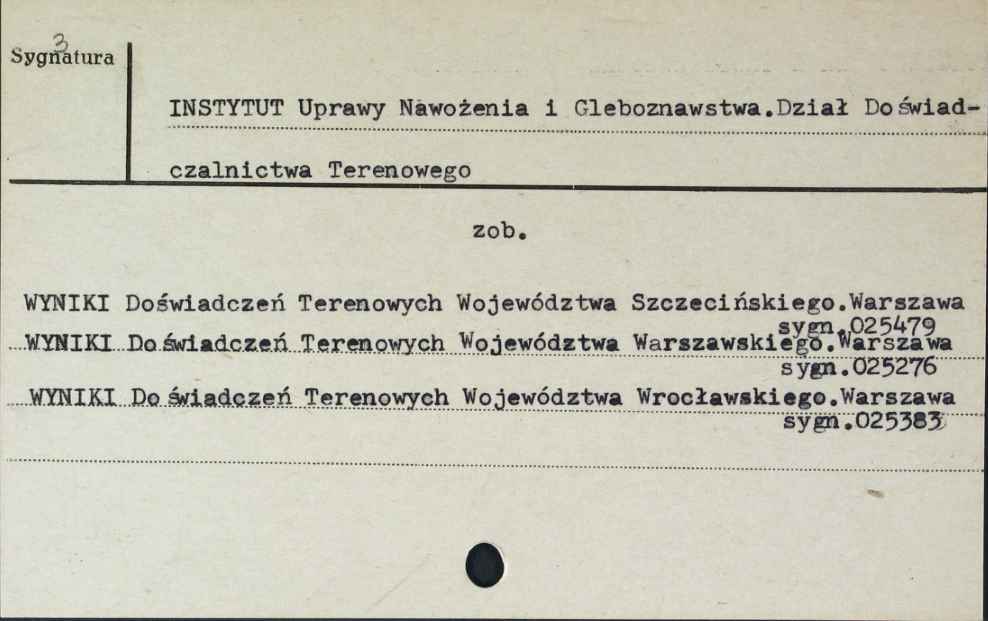 3
Sygnatura
INSTYTUT Uprawy Nawożenia i Gleboznawstwa.Dział Doświad-
czalnictwa Terenowego
zob.
WYNIKI Doświadczeń Terenowych Województwa Szczecińskiego.Warszawa
sygn.025479
WYNIKI Doświadczeń Terenowych Województwa Warszawskiego.Warszawa
sygn.025276
WYNIKI Doświadczeń Terenowych Województwa Wrocławskiego.Warszawa
sygn.025383